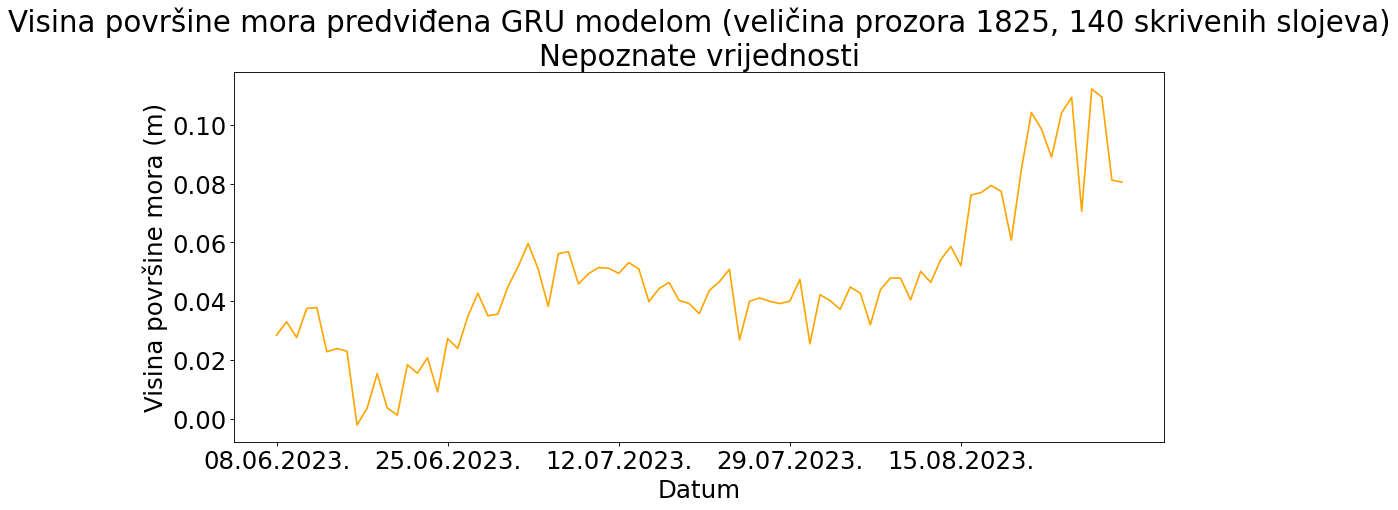 Visina površine mora predviđena GRU modelom (veličina prozora 1825, 140 skrivenih slojeva)
Nepoznate vrijednosti
Visina površine mora (m)
0.10
0.08
0.06
0.04
0.02
0.00
08.06.2023. 25.06.2023. 12.07.2023. 29.07.2023. 15.08.2023.
Datum